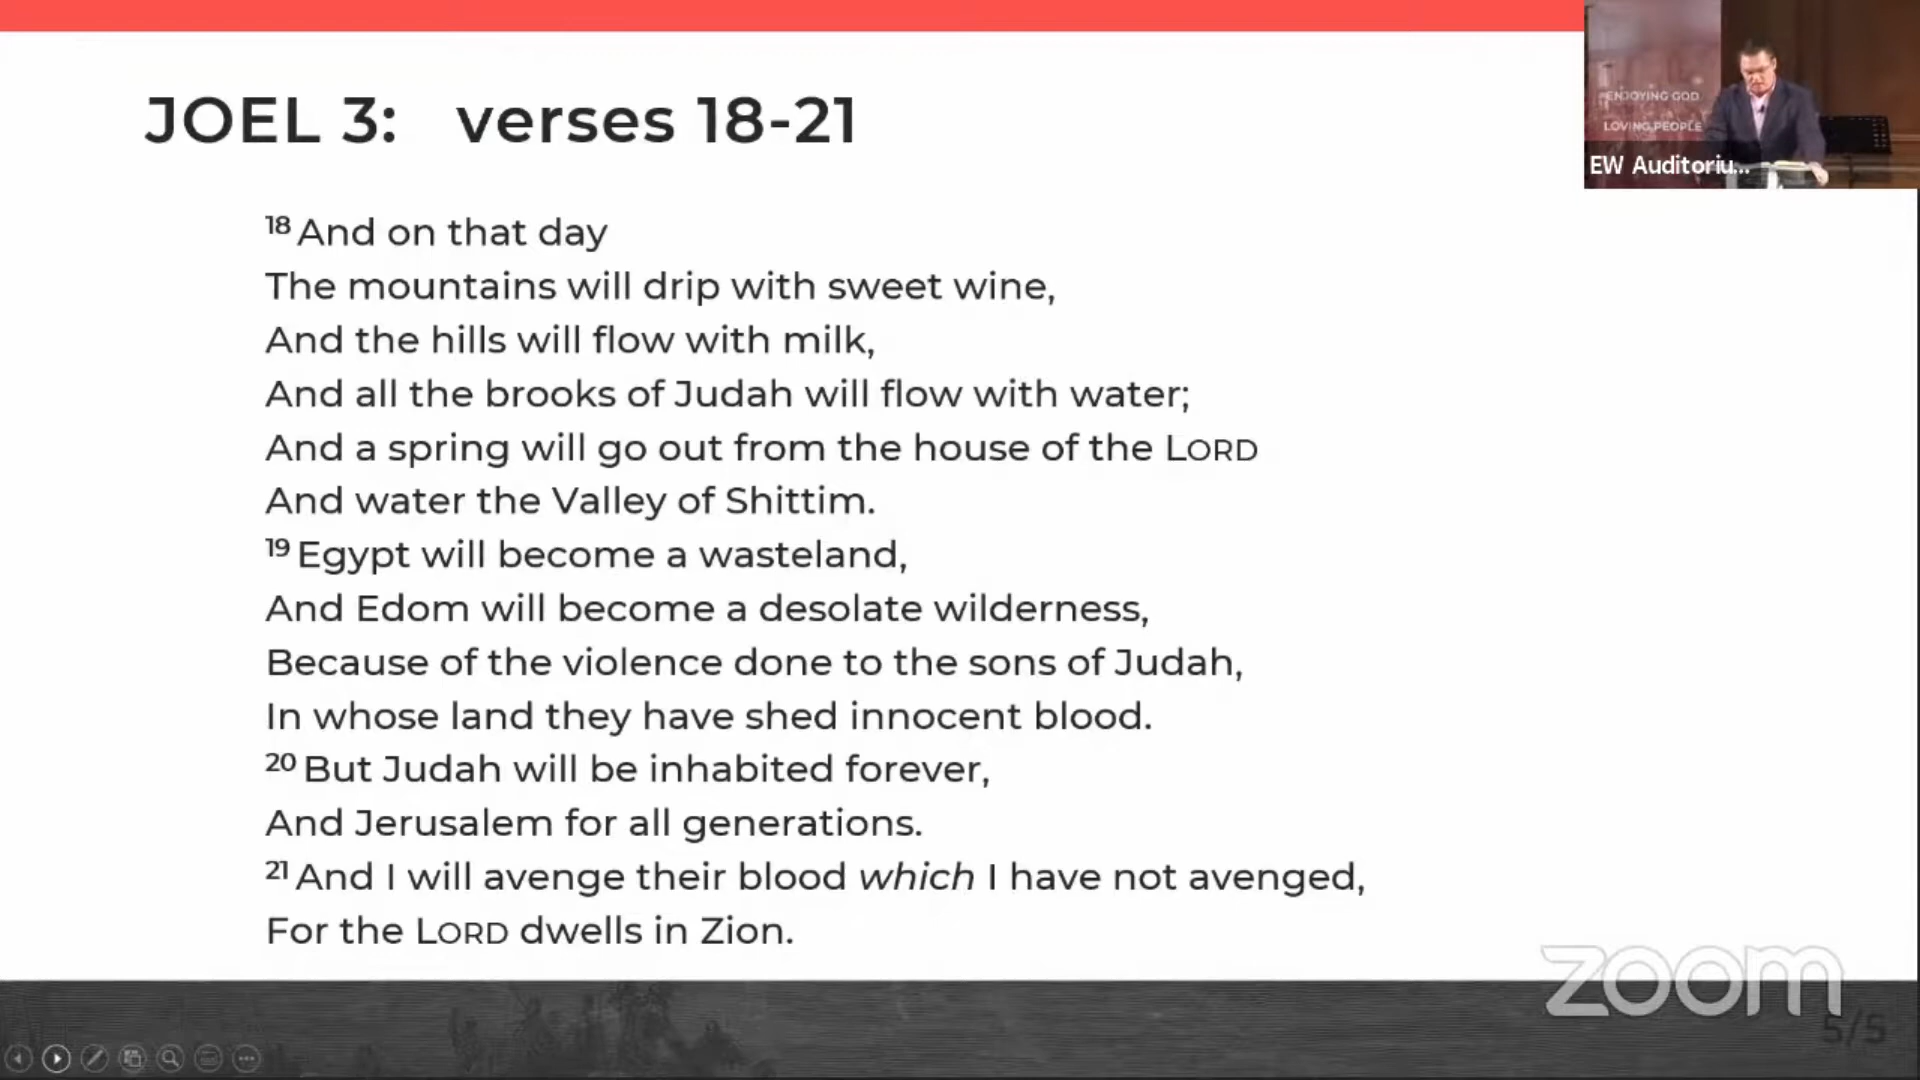 JOEL 3: verses 18-21
ENJOYING GOD
LOVING PEOPLE
EW Auditoriu...
18 And on that day
The mountains will drip with sweet wine,
And the hills will flow with milk,
And all the brooks of Judah will flow with water;
And a spring will go out from the house of the LORD
And water the Valley of Shittim.
19 Egypt will become a wasteland,
And Edom will become a desolate wilderness,
Because of the violence done to the sons of Judah,
In whose land they have shed innocent blood.
20 But Judah will be inhabited forever,
And Jerusalem for all generations.
21 And I will avenge their blood which I have not avenged,
For the LORD dwells in Zion.
zoom
5/5